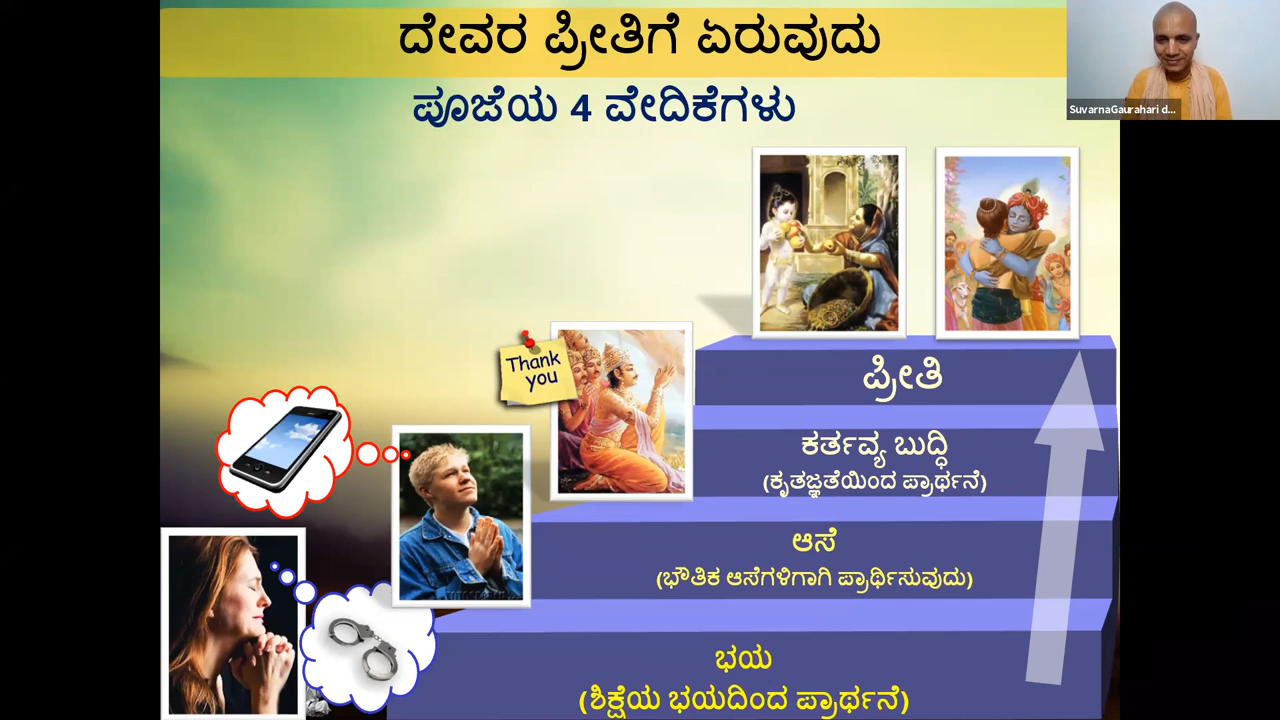 ದೇವರ ಪ್ರೀತಿಗೆ ಏರುವುದು
ಪೂಜೆಯ 4 ವೇದಿಕೆಗಳು
SuvarnaGaurahari d...
Thank
you
ಪ್ರೀತಿ
ಕರ್ತವ್ಯ ಬುದ್ಧಿ
(ಕೃತಜ್ಞತೆಯಿಂದ ಪ್ರಾರ್ಥನೆ)
ಆಸೆ
(ಭೌತಿಕ ಆಸೆಗಳಿಗಾಗಿ ಪ್ರಾರ್ಥಿಸುವುದು)
ಭಯ
(ಶಿಕ್ಷೆಯ ಭಯದಿಂದ ಪ್ರಾರ್ಥನೆ)